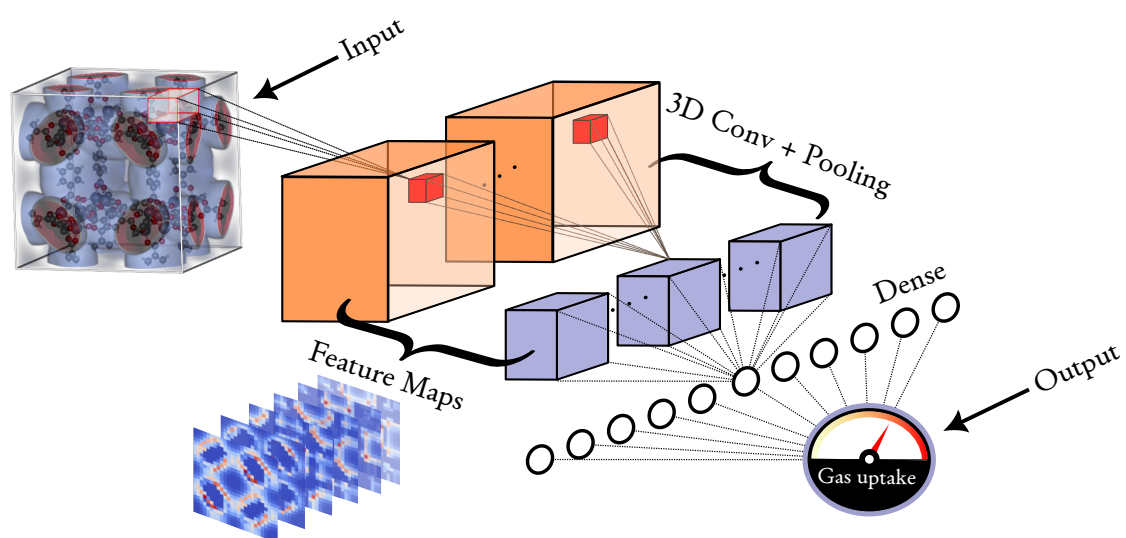 Input
3D Conv + Pooling
Dense
Feature Maps
Output
Gas uptake